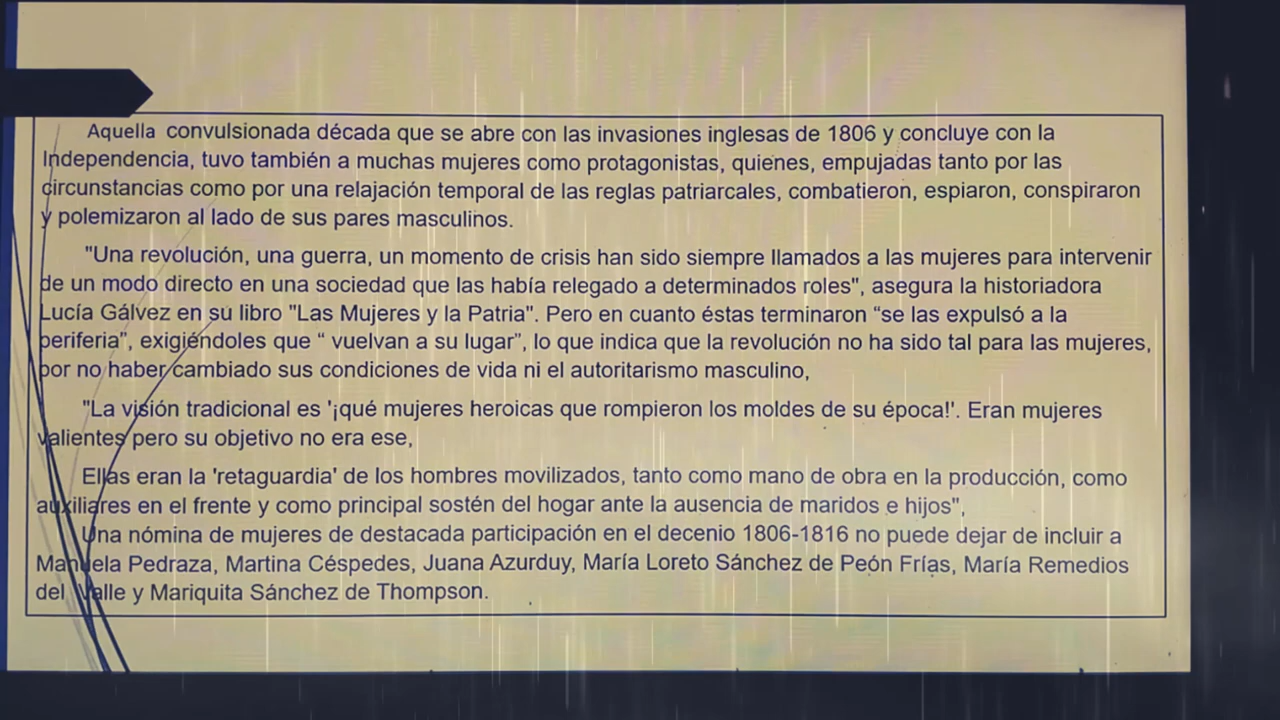 Aquella convulsionada década que se abre con las invasiones inglesas de 1806 y concluye con la
Independencia, tuvo también a muchas mujeres como protagonistas, quienes, empujadas tanto por las
circunstancias como por una relajación temporal de las reglas patriarcales, combatieron, espiaron, conspiraron
y polemizaron al lado de sus pares masculinos.
"Una revolución, una guerra, un momento de crisis han sido siempre llamados a las mujeres para intervenir
de un modo directo en una sociedad que las había relegado a determinados roles", asegura la historiadora
Lucía Gálvez en su libro "Las Mujeres y la Patria". Pero en cuanto éstas terminaron “se las expulsó a la
periferia”, exigiéndoles que “ vuelvan a su lugar”, lo que indica que la revolución no ha sido tal para las mujeres,
por no haber cambiado sus condiciones de vida ni el autoritarismo masculino,
"La visión tradicional es '¡qué mujeres heroicas que rompieron los moldes de su época!'. Eran mujeres
valientes pero su objetivo no era ese,
Ellas eran la 'retaguardia' de los hombres movilizados, tanto como mano de obra en la producción, como
auxiliares en el frente y como principal sostén del hogar ante la ausencia de maridos e hijos",
Una nómina de mujeres de destacada participación en el decenio 1806-1816 no puede dejar de incluir a
Manuela Pedraza, Martina Céspedes, Juana Azurduy, María Loreto Sánchez de Peón Frías, María Remedios
del Valle y Mariquita Sánchez de Thompson.